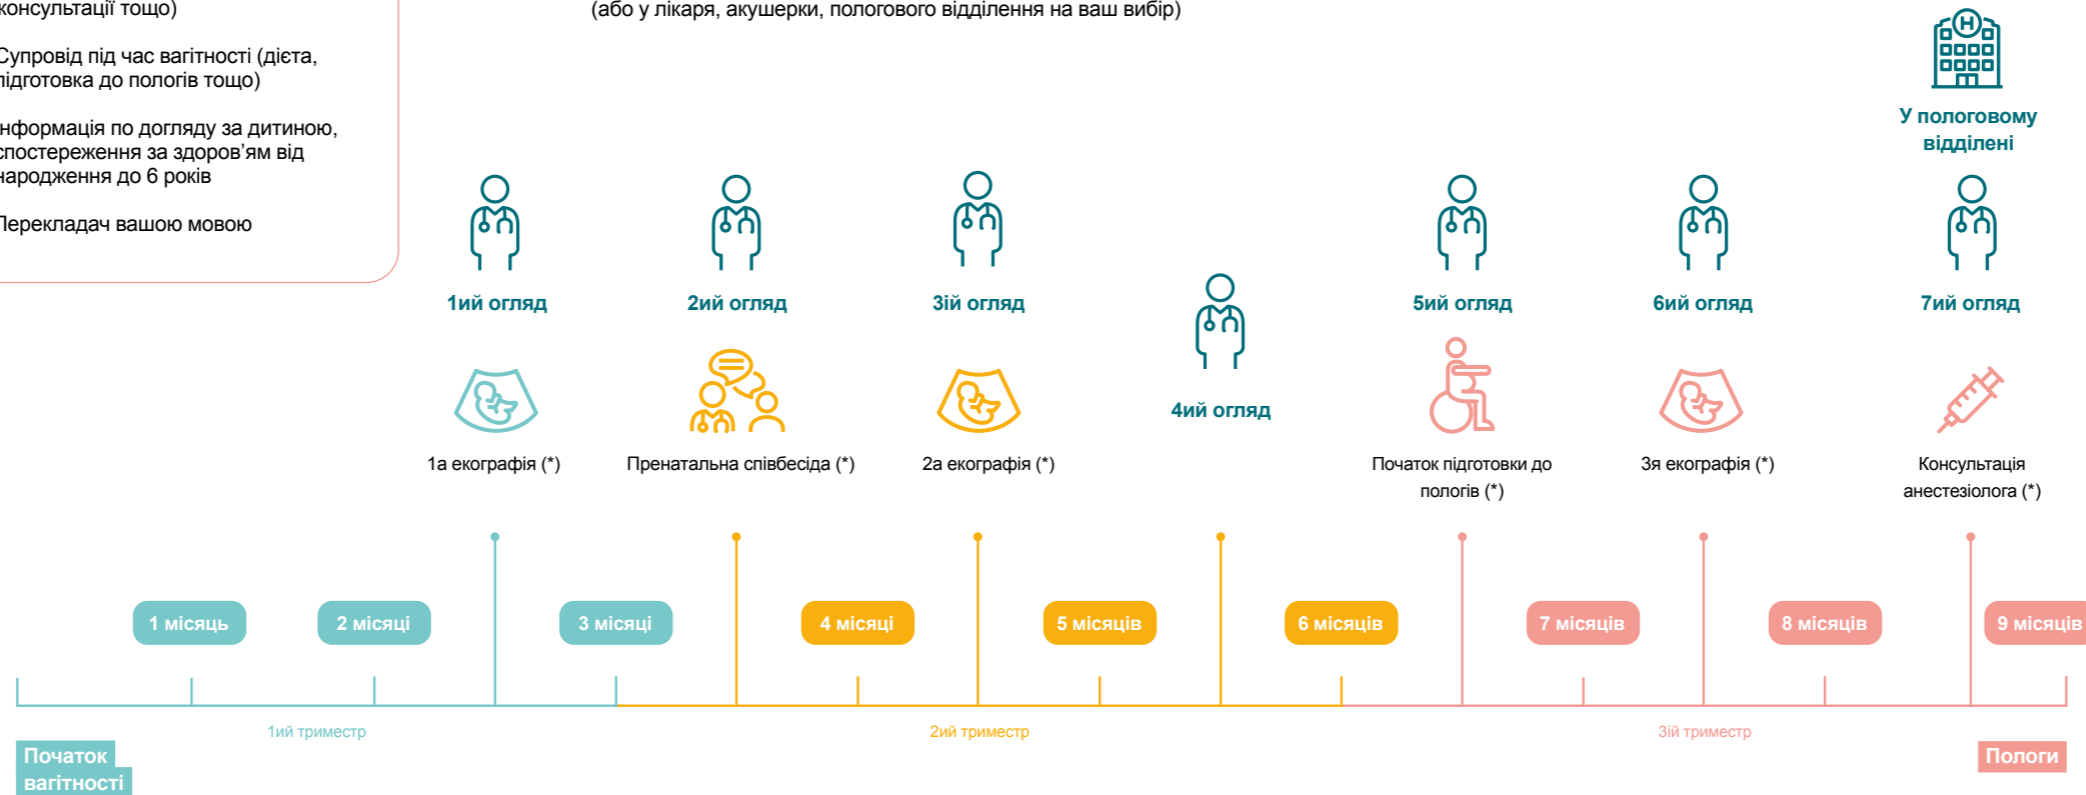 консультації тощо)
Супровід під час вагітності (дієта,
підготовка до пологів тощо)
Інформація по догляду за дитиною,
спостереження за здоров’ям від
народження до 6 років
Перекладач вашою мовою
(або у лікаря, акушерки, пологового відділення на ваш вибір)
H
У пологовому
відділені
1ий огляд
2ий огляд
3ій огляд
4ий огляд
5ий огляд
6ий огляд
7ий огляд
1а екографія (*)
Пренатальна співбесіда (*)
2а екографія (*)
Початок підготовки до
пологів (*)
3я екографія (*)
Консультація
анестезіолога (*)
1 місяць
2 місяці
3 місяці
4 місяці
5 місяців
6 місяців
7 місяців
8 місяців
9 місяців
1ий триместр
2ий триместр
3ій триместр
Початок
вагітності
Пологи